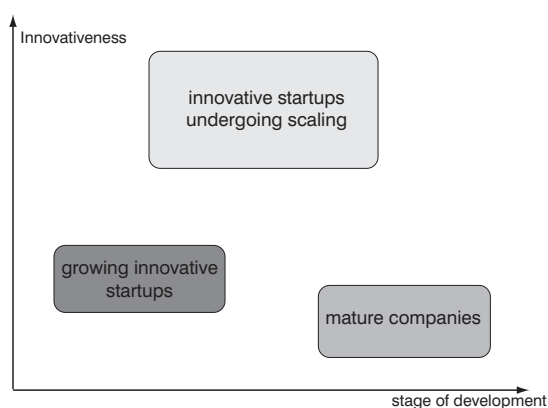 Innovativeness
innovative startups
undergoing scaling
growing innovative
startups
mature companies
stage of development